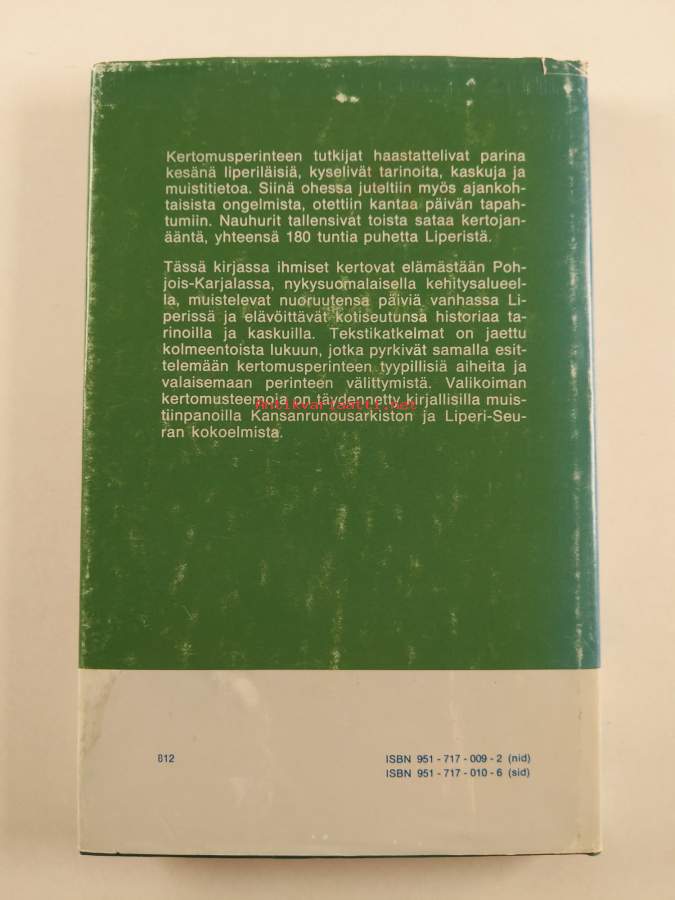 Kertomusperinteen tutkijat haastattelivat parina
kesänä liperiläisiä, kyselivät tarinoita, kaskuja ja
muistitietoa. Siinä ohessa juteltiin myös ajankoh-
taisista ongelmista, otettiin kantaa päivän tapah-
tumiin. Nauhurit tallensivat toista sataa kertojan-
ääntä, yhteensä 180 tuntia puhetta Liperistä.
Tässä kirjassa ihmiset kertovat elämästään Poh-
jois-Karjalassa, nykysuomalaisella kehitysalueel-
la, muistelevat nuoruutensa päiviä vanhassa Li-
perissä ja elävöittävät kotiseutunsa historiaa ta-
rinoilla ja kaskuilla. Tekstikatkelmat on jaettu
kolmeentoista lukuun, jotka pyrkivät samalla esit-
telemään kertomusperinteen tyypillisiä aiheita ja
valaisemaan perinteen välittymistä. Valikoiman
kertomusteemoja on täydennetty kirjallisilla muis-
tiinpanoilla Kansanrunousarkiston ja Liperi-Seu-
ran kokoelmista.
Antikvariaatti.net
812
ISBN 951 - 717 - 009 - 2 (nid)
ISBN 951 - 717 - 010 - 6 (sid)